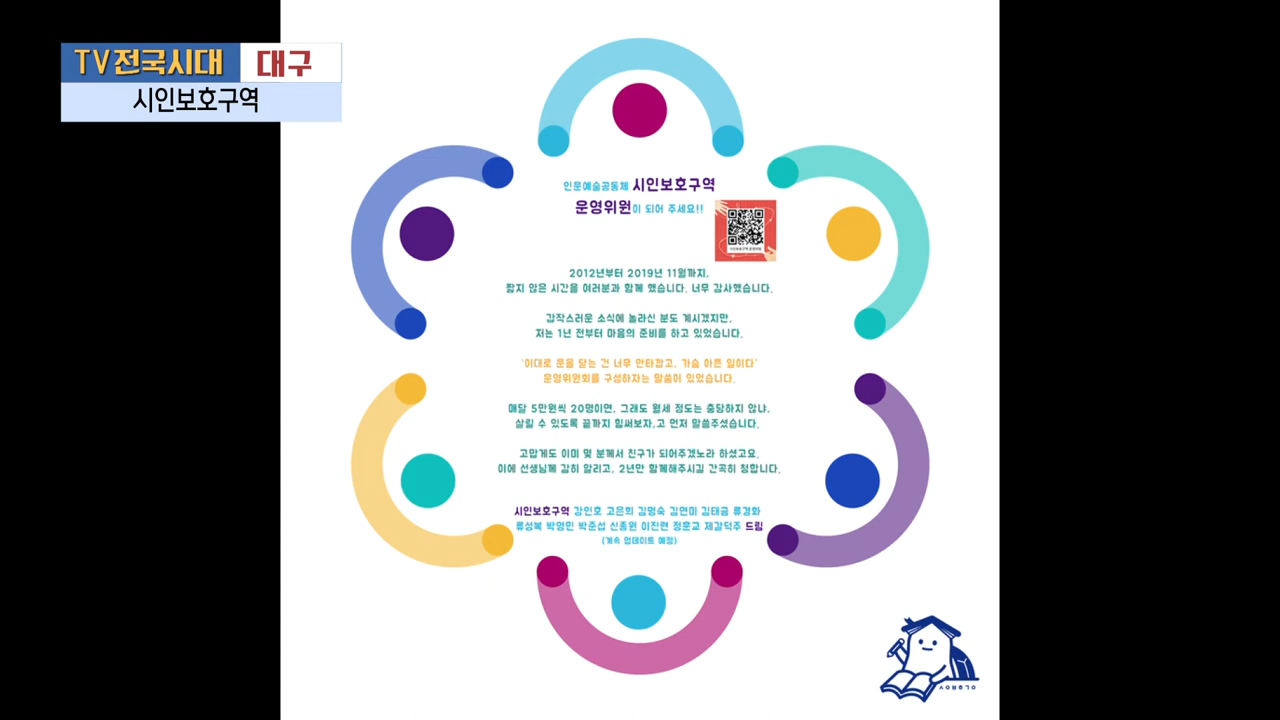 TV전국시대 대구
시인보호구역
인문예술공동체 시인보호구역
운영위원이 되어 주세요!!
2012년부터 2019년 11월까지,
짧지 않은 시간을 여러분과 함께 했습니다. 너무 감사했습니다.
갑작스러운 소식에 놀라신 분도 계시겠지만,
저는 1년 전부터 마음의 준비를 하고 있었습니다.
'이대로 문을 닫는 건 너무 안타깝고, 가슴 아픈 일이다'
운영위원회를 구성하자는 말씀이 있었습니다.
매달 5만원씩 20명이면, 그래도 월세 정도는 충당하지 않나,
살릴 수 있도록 끝까지 힘써보자,고 먼저 말씀주셨습니다.
고맙게도 이미 몇 분께서 친구가 되어주겠노라 하셨고요,
이에 선생님께 감히 알리고, 2년만 함께해주시길 간곡히 청합니다.
시인보호구역 강인호 고은희 김명숙 김연미 김태금 류경화
류성복 박영민 박준섭 신종원 이진련 정훈교 제갈덕주 드림
(계속 업데이트 예정)